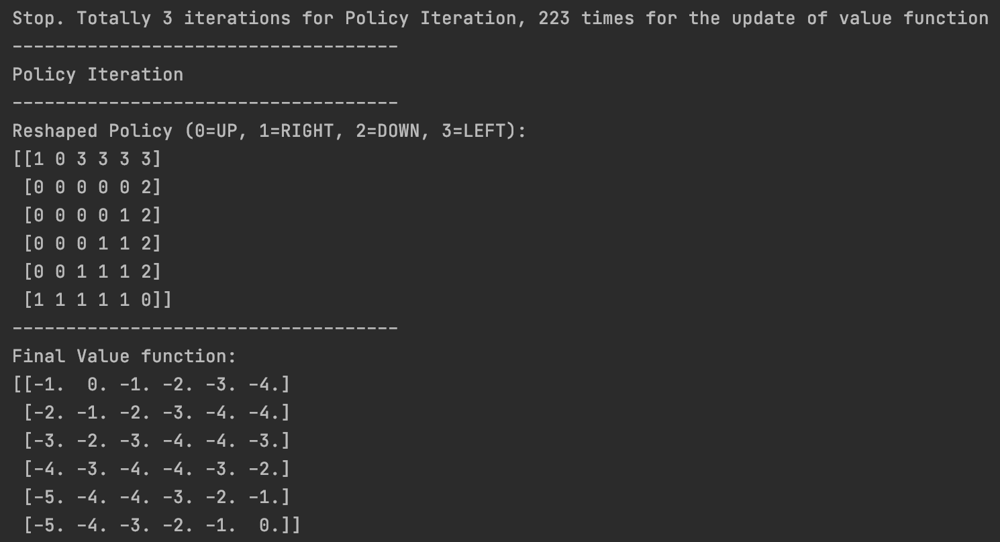 Stop. Totally 3 iterations for Policy Iteration, 223 times for the update of value function
------------------------------------
Policy Iteration
------------------------------------
Reshaped Policy (0=UP, 1=RIGHT, 2=DOWN, 3=LEFT):
[[1 0 3 3 3 3]
 [0 0 0 0 0 2]
 [0 0 0 0 1 2]
 [0 0 0 1 1 2]
 [0 0 1 1 1 2]
 [1 1 1 1 1 0]]
------------------------------------
Final Value function:
[[-1.  0. -1. -2. -3. -4.]
 [-2. -1. -2. -3. -4. -4.]
 [-3. -2. -3. -4. -4. -3.]
 [-4. -3. -4. -4. -3. -2.]
 [-5. -4. -4. -3. -2. -1.]
 [-5. -4. -3. -2. -1.  0.]]